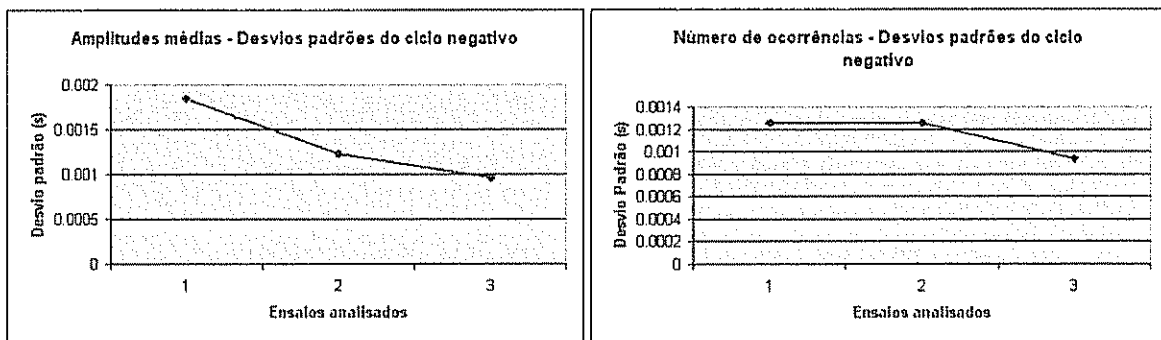 Amplitudes médias - Desvios padrões do ciclo negativo
0.002
0.0015
0.001
0.0005
0
Desvio padrão (s)
1 2 3
Ensaios analisados
Número de ocorrências - Desvios padrões do ciclo
negativo
0.0014
0.0012
0.001
0.0008
0.0006
0.0004
0.0002
0
Desvio Padrão (s)
1 2 3
Ensaios analisados